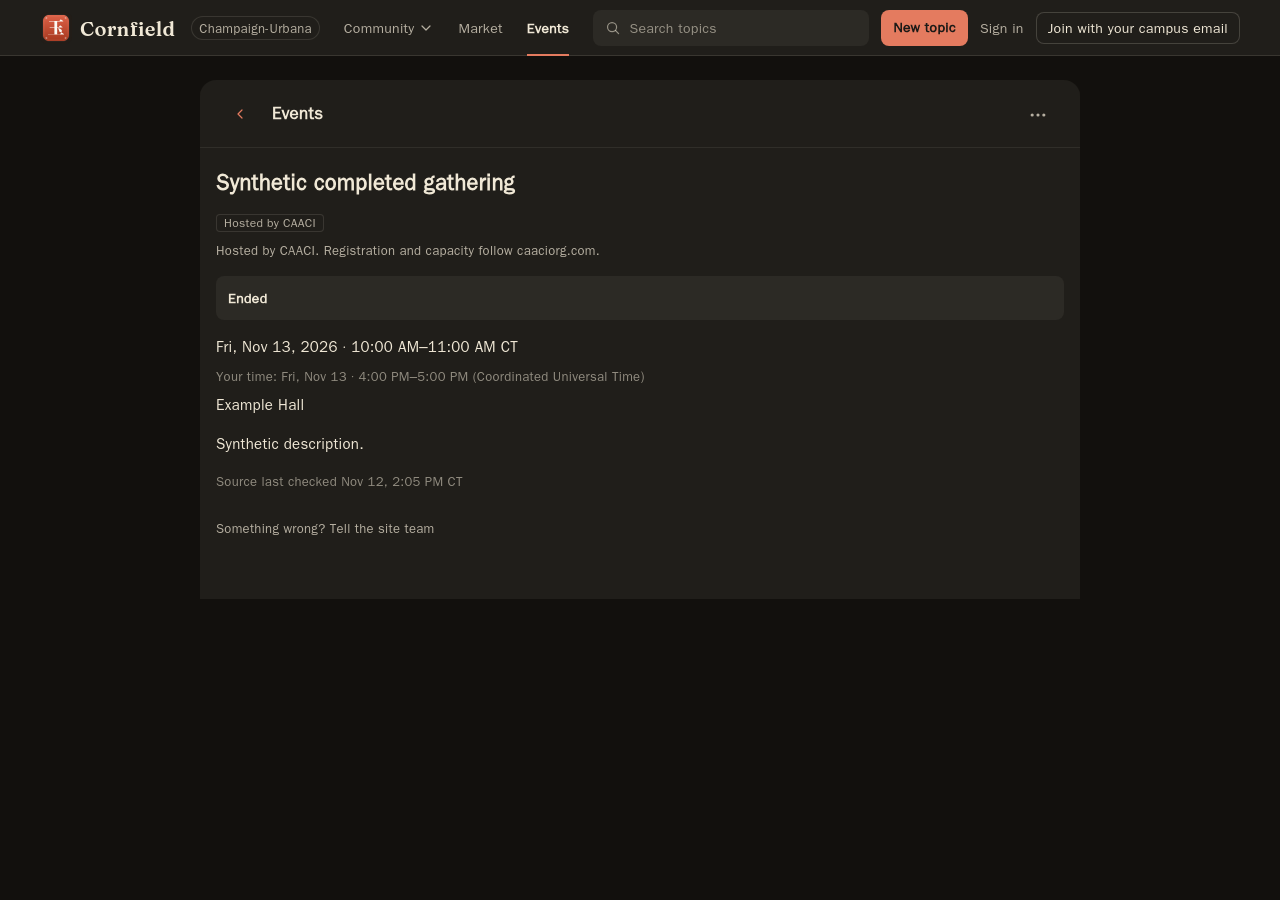 Cornfield
Champaign-Urbana
Community
Market
Events
Search topics
New topic
Sign in
Join with your campus email
Events
Synthetic completed gathering
Hosted by CAACI
Hosted by CAACI. Registration and capacity follow caaciorg.com.
Ended
Fri, Nov 13, 2026 · 10:00 AM–11:00 AM CT
Your time: Fri, Nov 13 · 4:00 PM–5:00 PM (Coordinated Universal Time)
Example Hall
Synthetic description.
Source last checked Nov 12, 2:05 PM CT
Something wrong? Tell the site team